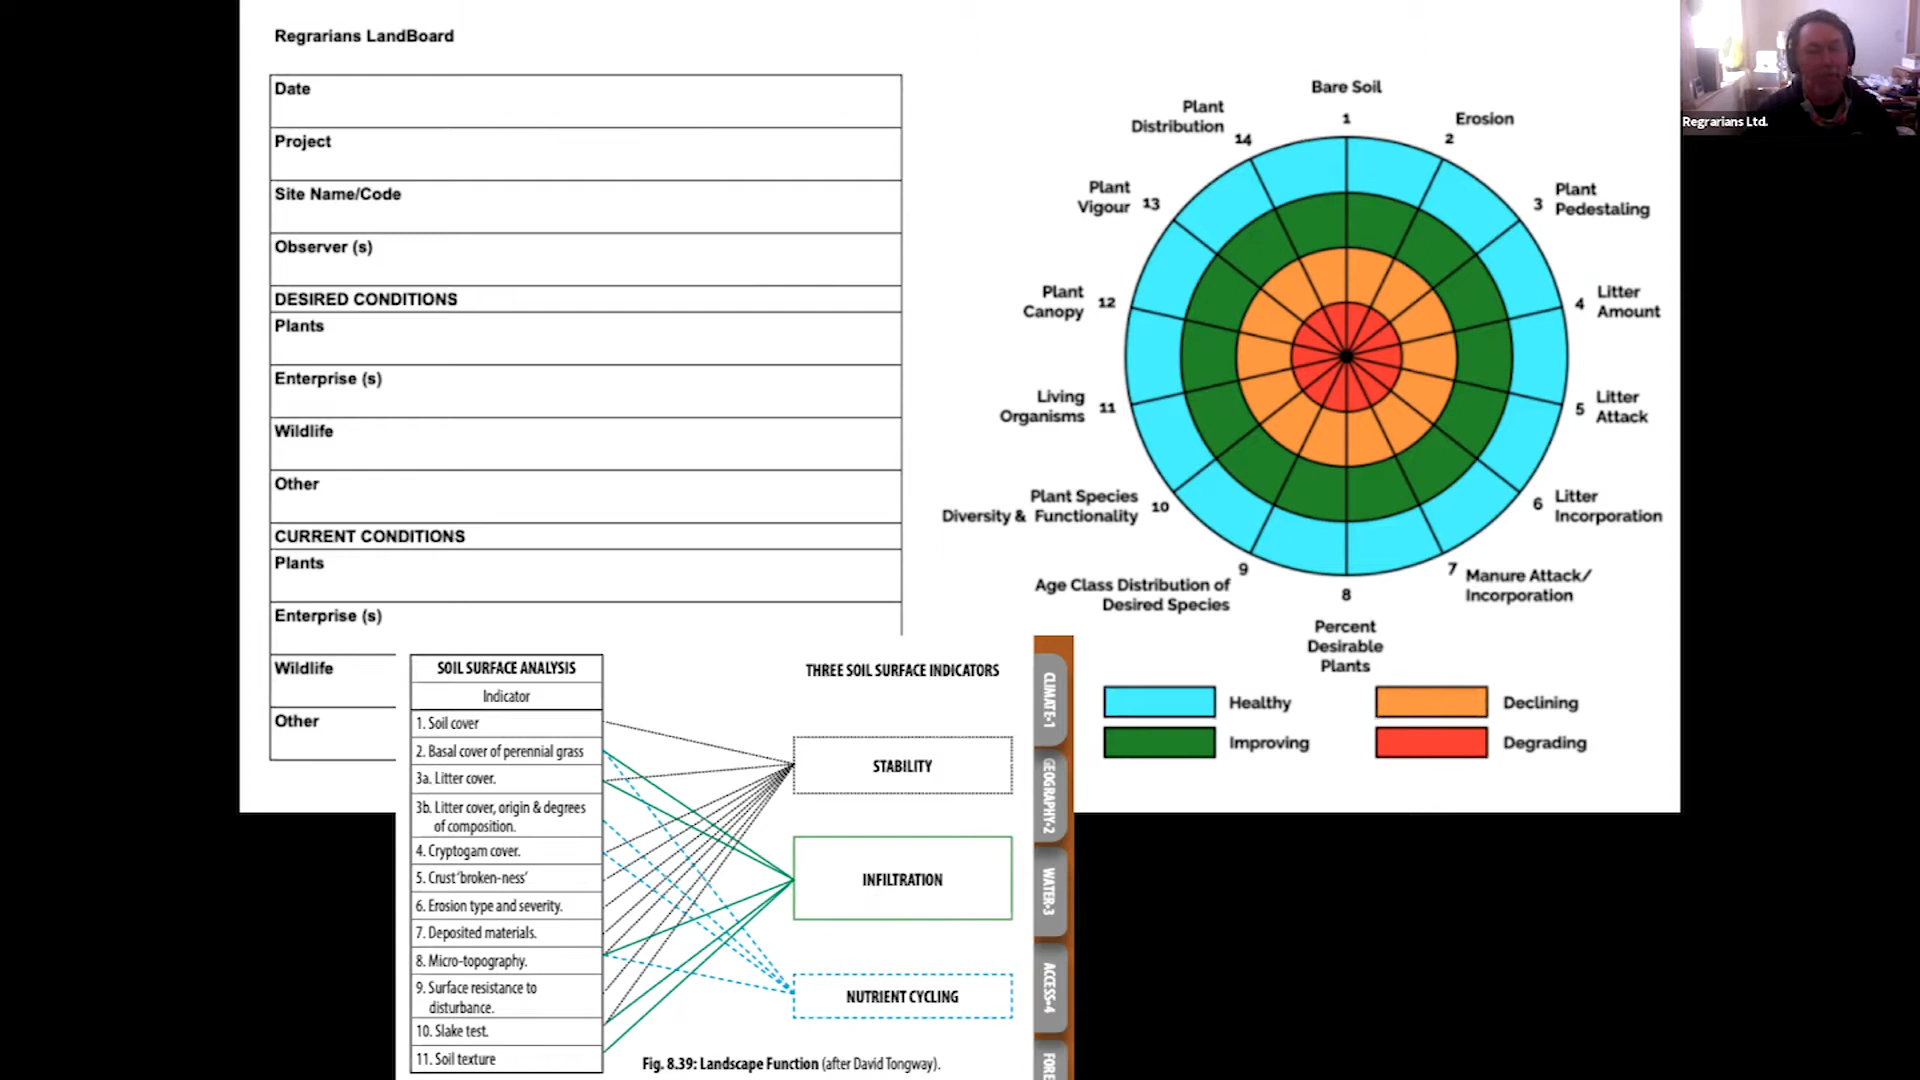 Regrarians LandBoard
Date
Project
Site Name/Code
Observer (s)
DESIRED CONDITIONS
Plants
Enterprise (s)
Wildlife
Other
CURRENT CONDITIONS
Plants
Enterprise (s)
Wildlife
Other
Bare Soil
1
Erosion
2
3 Plant
Pedestaling
4 Litter
Amount
5 Litter
Attack
6 Litter
Incorporation
7 Manure Attack/
Incorporation
8
Percent
Desirable
Plants
9
Age Class Distribution of
Desired Species
Plant Species
Diversity & Functionality 10
Living
Organisms 11
Plant
Canopy 12
Plant
Vigour 13
Plant
Distribution 14
Healthy
Declining
Improving
Degrading
SOIL SURFACE ANALYSIS
Indicator
1. Soil cover
2. Basal cover of perennial grass
3a. Litter cover.
3b. Litter cover, origin & degrees
of composition.
4. Cryptogam cover.
5. Crust 'broken-ness'
6. Erosion type and severity.
7. Deposited materials.
8. Micro-topography.
9. Surface resistance to
disturbance.
10. Slake test.
11. Soil texture
THREE SOIL SURFACE INDICATORS
STABILITY
INFILTRATION
NUTRIENT CYCLING
Fig. 8.39: Landscape Function (after David Tongway).
CLIMATE•1
GEOGRAPHY•2
WATER•3
ACCESS•4
FORE
Regrarians Ltd.